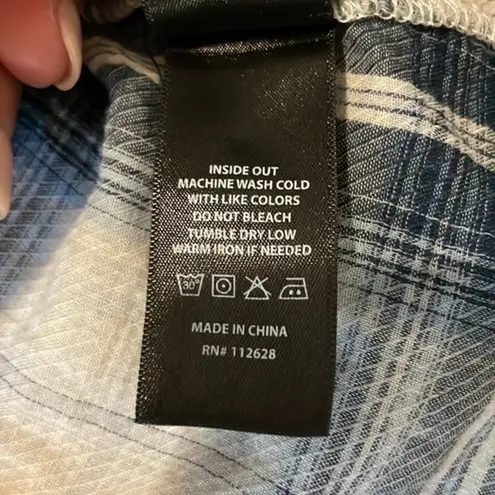 INSIDE OUT
MACHINE WASH COLD
WITH LIKE COLORS
DO NOT BLEACH
TUMBLE DRY LOW
WARM IRON IF NEEDED
30°
MADE IN CHINA
RN# 112628